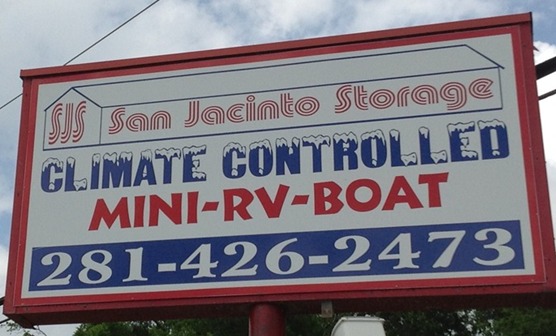 SJS San Jacinto Storage
CLIMATE CONTROLLED
MINI-RV-BOAT
281-426-2473